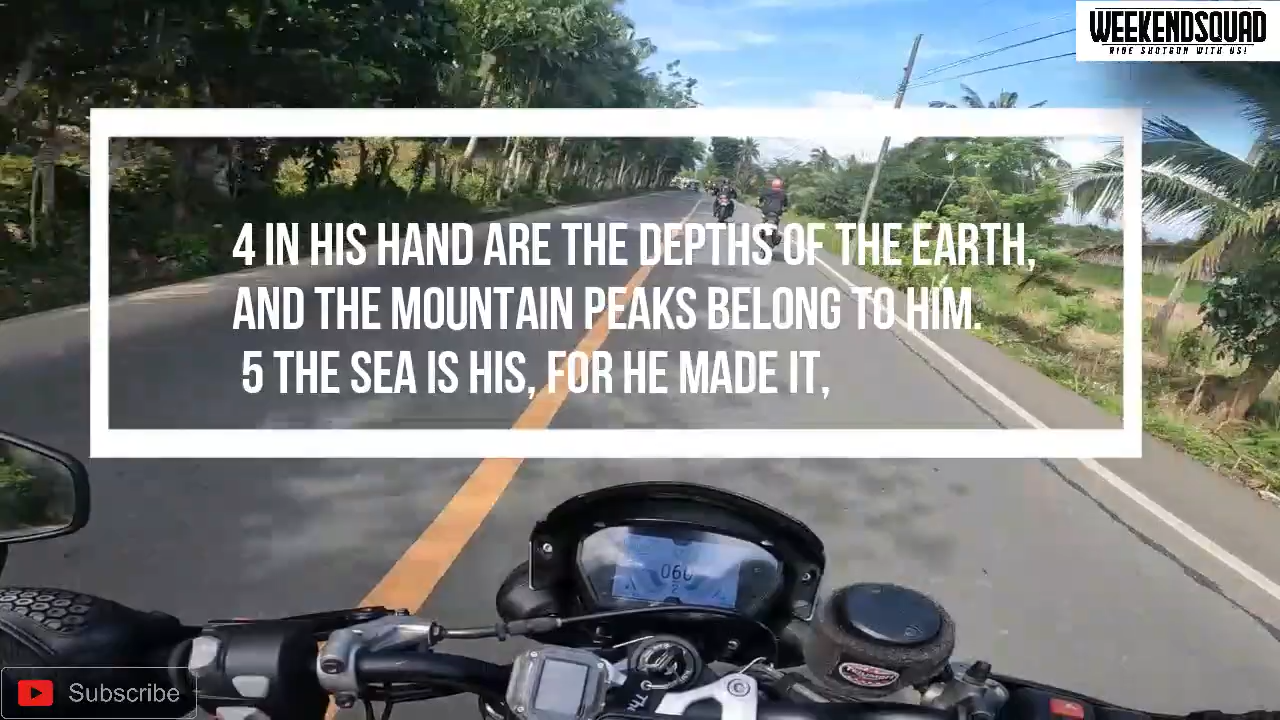 WEEKENDSQUAD
RIDE SHOTGUN WITH US!
4 IN HIS HAND ARE THE DEPTHS OF THE EARTH,
AND THE MOUNTAIN PEAKS BELONG TO HIM.
5 THE SEA IS HIS, FOR HE MADE IT,
TRIUMPH
Subscribe